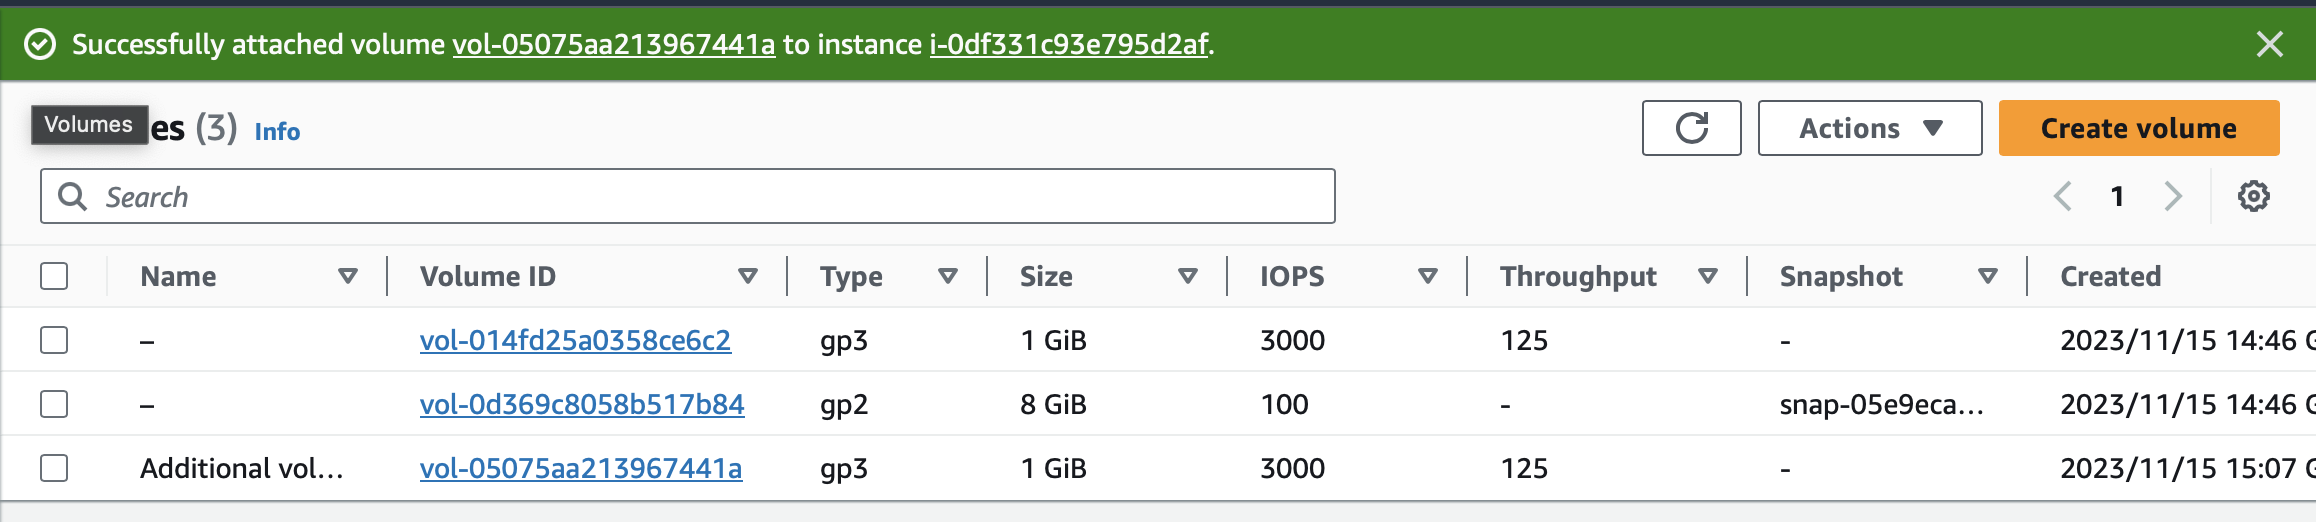 Successfully attached volume vol-05075aa213967441a to instance i-0df331c93e795d2af.
Volumes es (3) Info Actions Create volume
Search 1
Name Volume ID Type Size IOPS Throughput Snapshot Created
– vol-014fd25a0358ce6c2 gp3 1 GiB 3000 125 - 2023/11/15 14:46
– vol-0d369c8058b517b84 gp2 8 GiB 100 - snap-05e9eca... 2023/11/15 14:46
Additional vol... vol-05075aa213967441a gp3 1 GiB 3000 125 - 2023/11/15 15:07